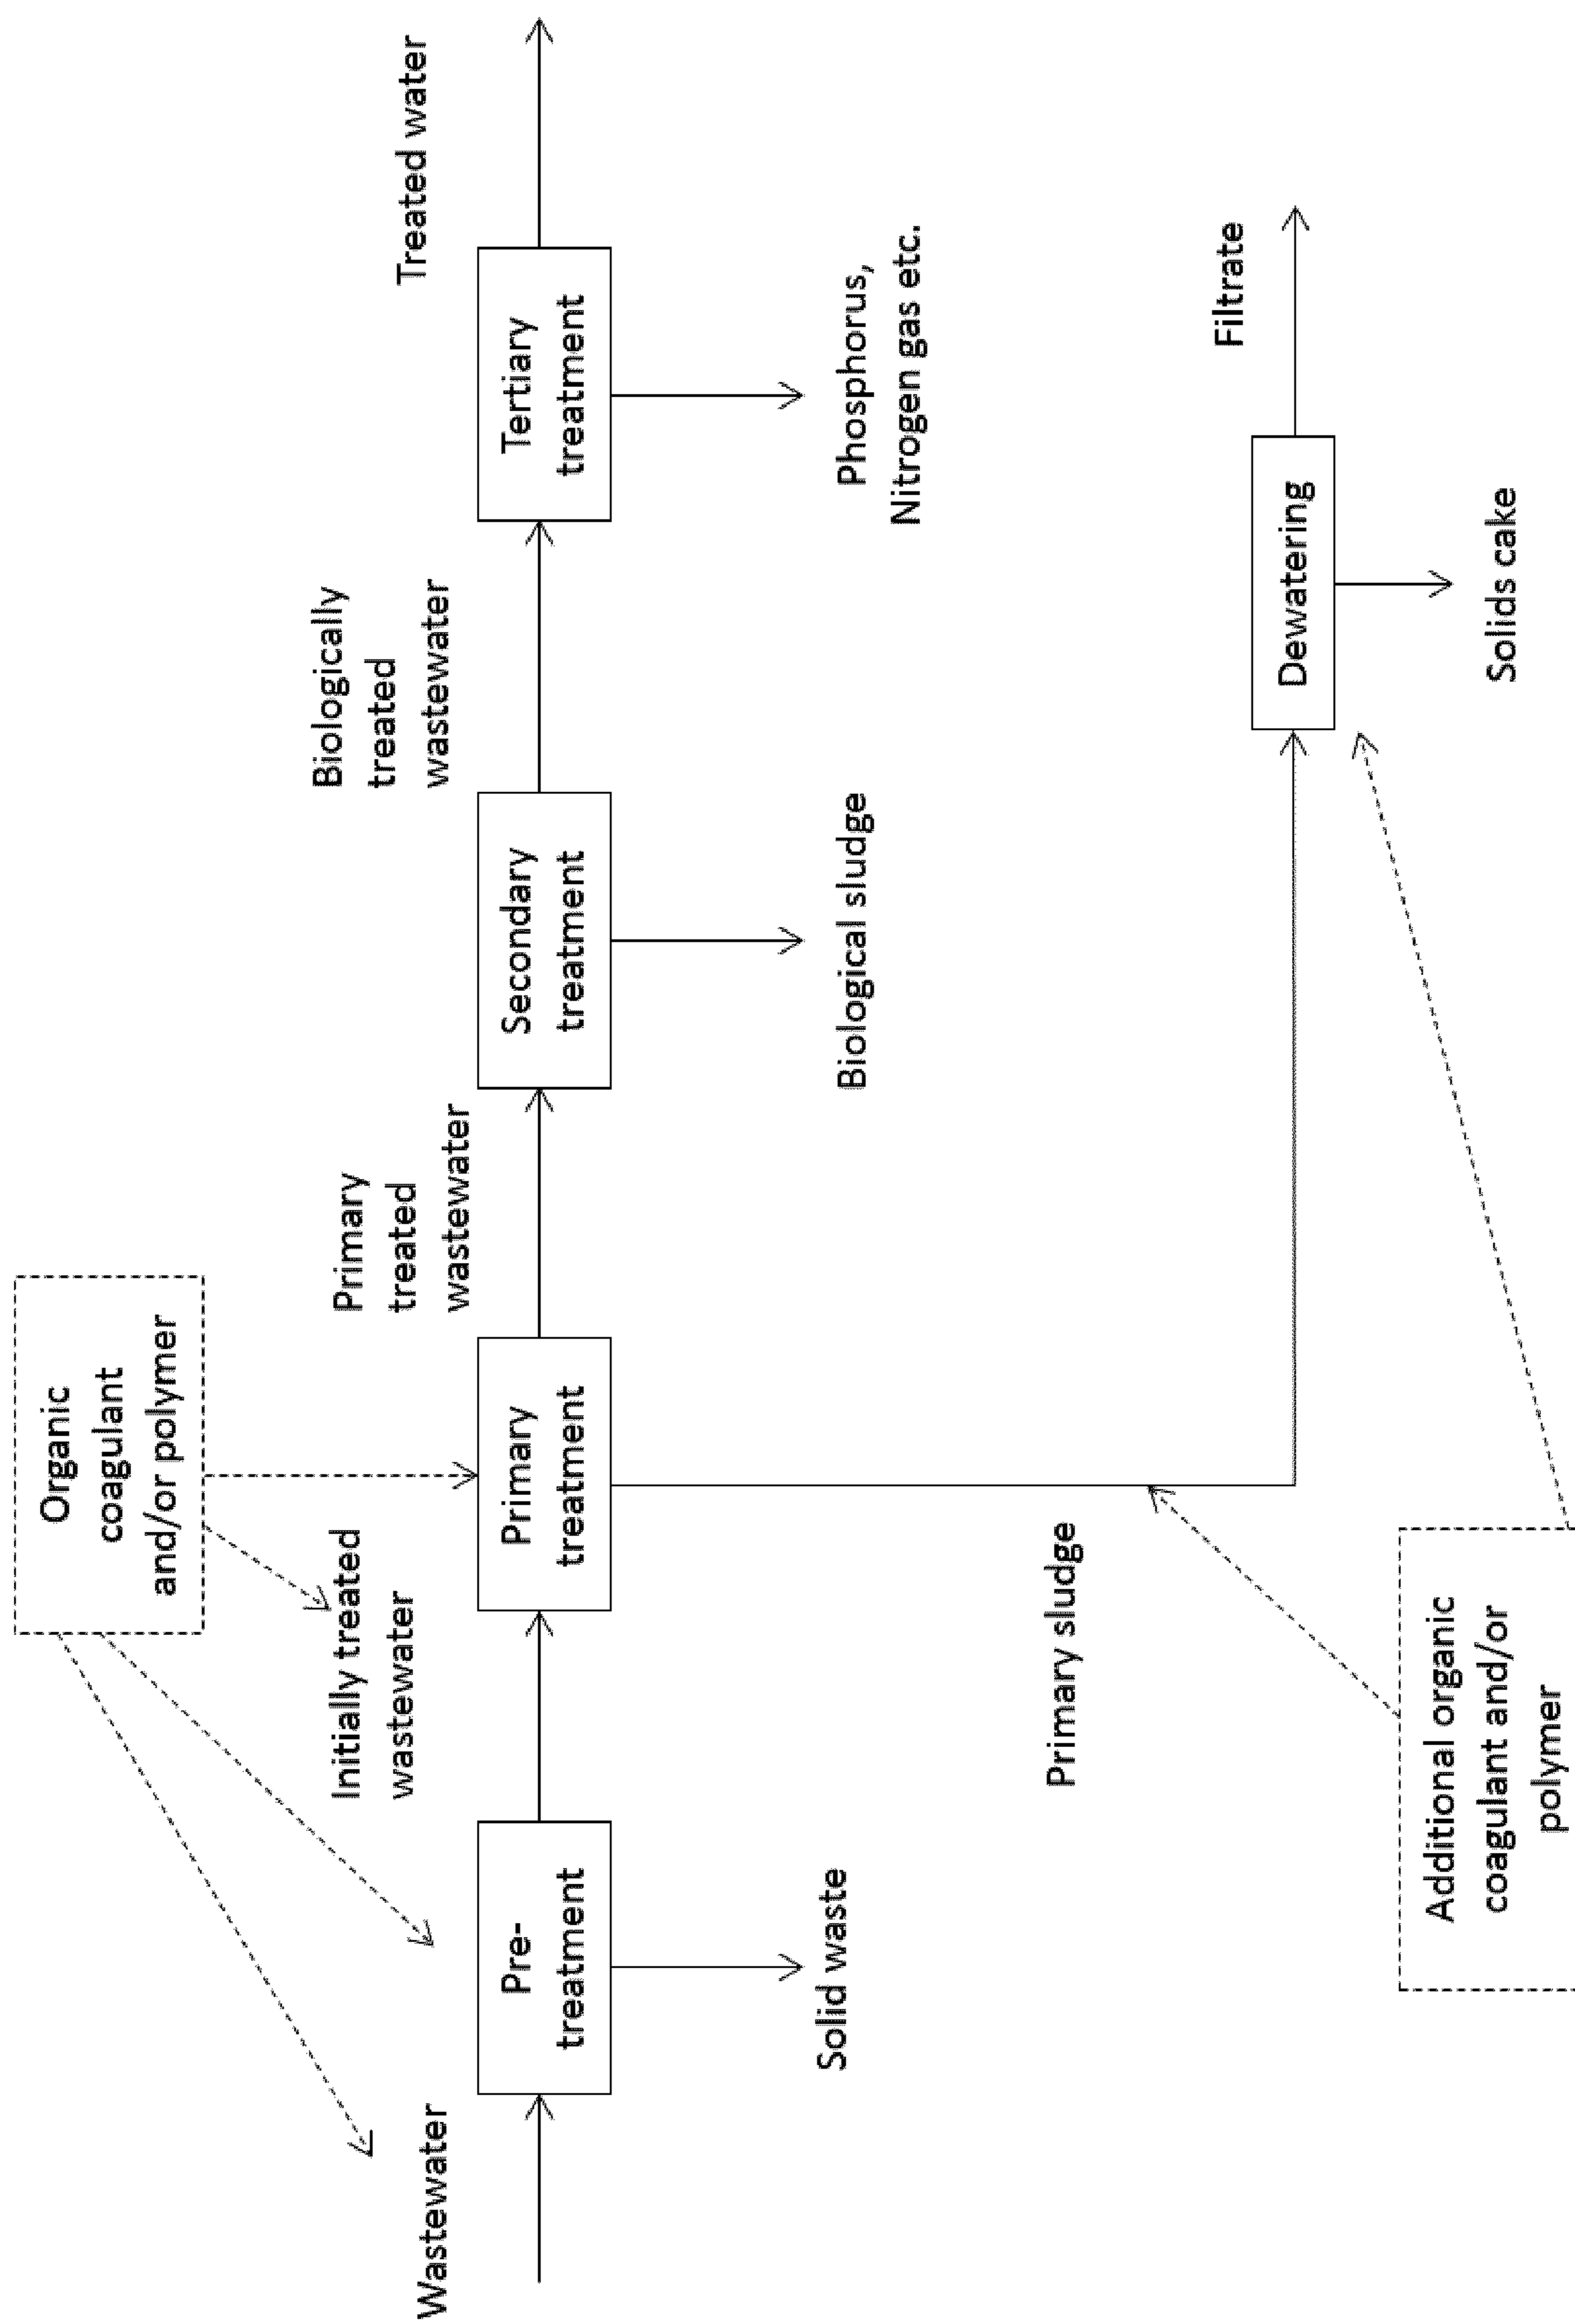 Organic
coagulant
and/or polymer
Wastewater
Pre-
treatment
Solid waste
Initially treated
wastewater
Primary
treatment
Primary
treated
wastewater
Secondary
treatment
Biological sludge
Biologically
treated
wastewater
Tertiary
treatment
Phosphorus,
Nitrogen gas etc.
Treated water
Primary sludge
Additional organic
coagulant and/or
polymer
Dewatering
Solids cake
Filtrate